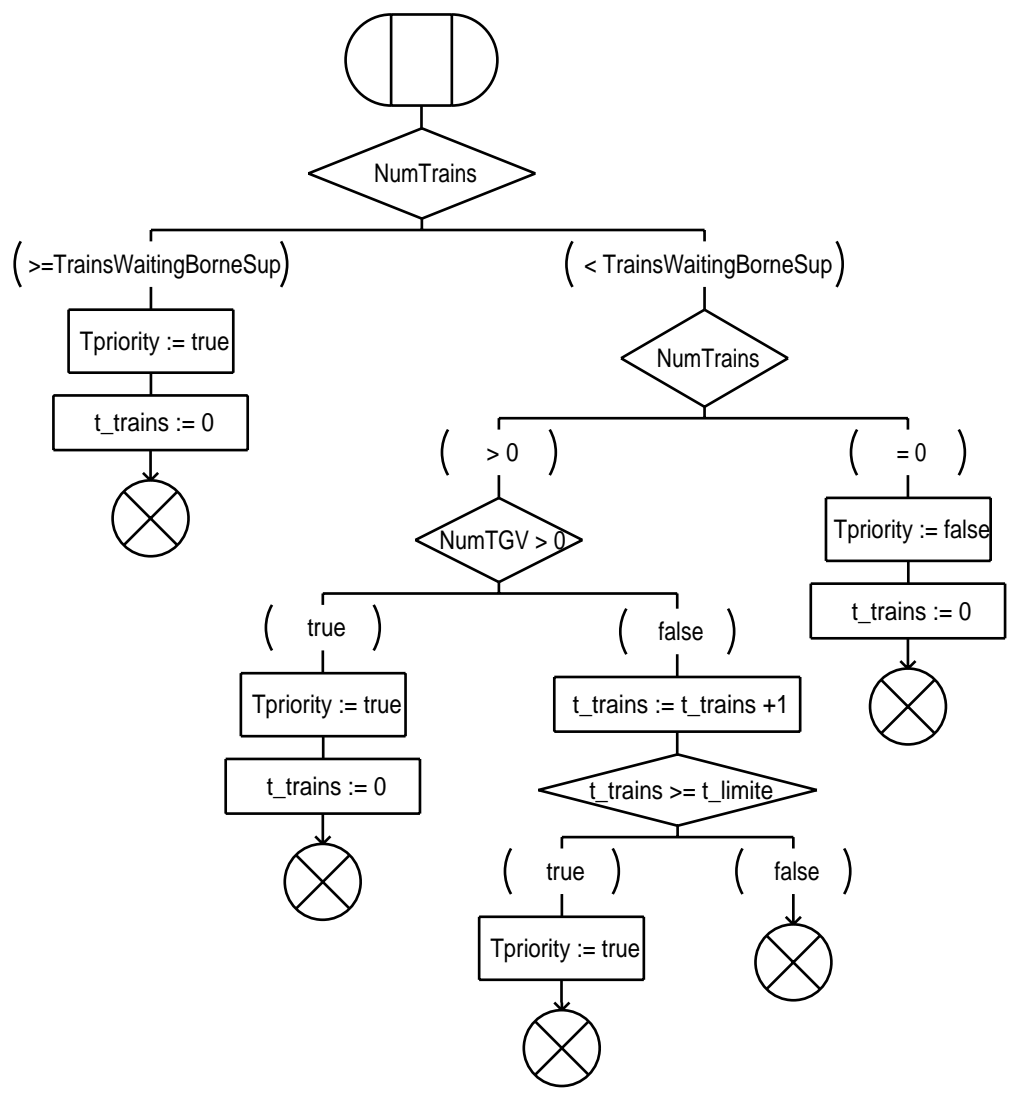 NumTrains
( >=TrainsWaitingBorneSup )
( < TrainsWaitingBorneSup )
Tpriority := true
t_trains := 0
NumTrains
( > 0 )
( = 0 )
NumTGV > 0
Tpriority := false
t_trains := 0
( true )
( false )
Tpriority := true
t_trains := 0
t_trains := t_trains +1
t_trains >= t_limite
( true )
( false )
Tpriority := true